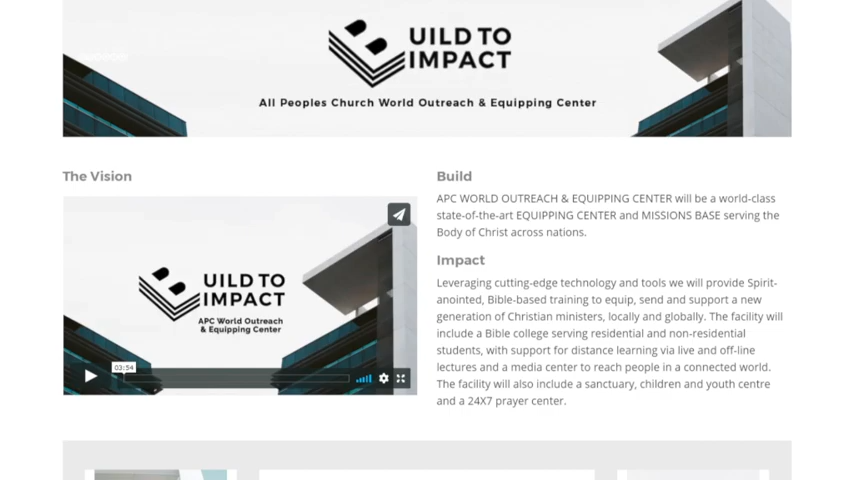 UILD TO
IMPACT
All Peoples Church World Outreach & Equipping Center
The Vision
UILD TO
IMPACT
APC World Outreach
& Equipping Center
03:54
Build
APC WORLD OUTREACH & EQUIPPING CENTER will be a world-class
state-of-the-art EQUIPPING CENTER and MISSIONS BASE serving the
Body of Christ across nations.
Impact
Leveraging cutting-edge technology and tools we will provide Spirit-
anointed, Bible-based training to equip, send and support a new
generation of Christian ministers, locally and globally. The facility will
include a Bible college serving residential and non-residential
students, with support for distance learning via live and off-line
lectures and a media center to reach people in a connected world.
The facility will also include a sanctuary, children and youth centre
and a 24X7 prayer center.